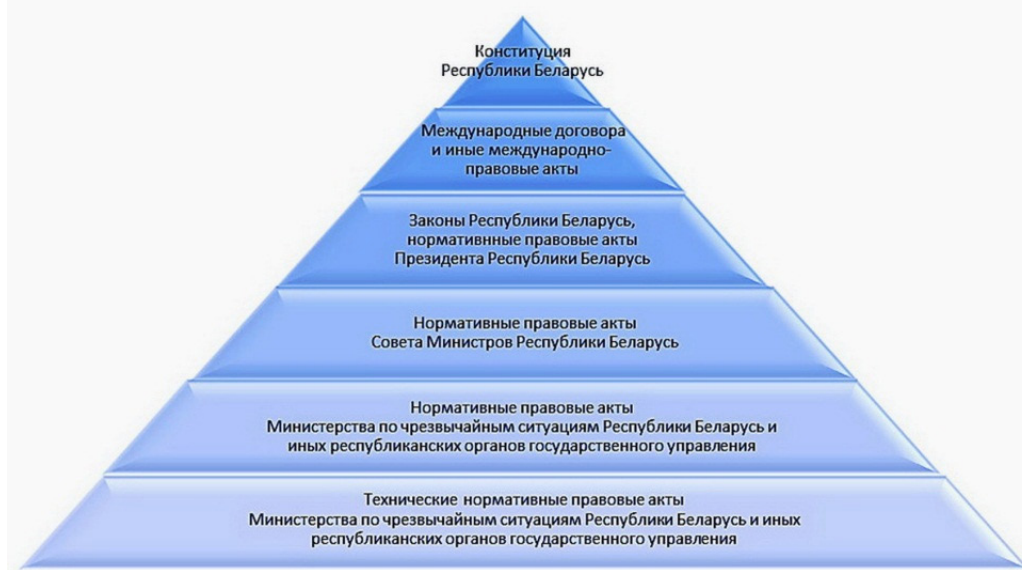 Конституция
Республики Беларусь
Международные договора
и иные международно-
правовые акты
Законы Республики Беларусь,
нормативнные правовые акты
Президента Республики Беларусь
Нормативные правовые акты
Совета Министров Республики Беларусь
Нормативные правовые акты
Министерства по чрезвычайным ситуациям Республики Беларусь и
иных республиканских органов государственного управления
Технические нормативные правовые акты
Министерства по чрезвычайным ситуациям Республики Беларусь и иных
республиканских органов государственного управления